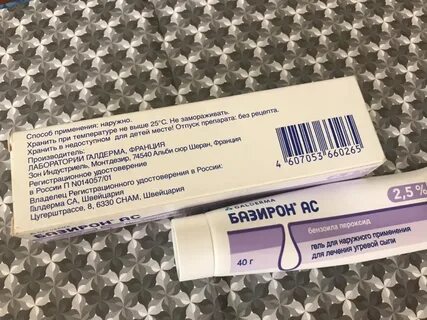 Способ применения: наружно.
Хранить при температуре не выше 25°С. Не замораживать.
Хранить в недоступном для детей месте! Отпуск препарата: без рецепта.
Производитель:
ЛАБОРАТОРИИ ГАЛДЕРМА, ФРАНЦИЯ
Зон Индустриель, Монтдезир, 74540 Альби сюр Шеран, Франция
Регистрационное удостоверение
в России П N014057/01
Владелец Регистрационного удостоверения в России:
Галдерма СА, Швейцария
Цугерштрассе, 8, 6330 CHAM, Швейцария
4 607053 660265
БАЗИРОН® АС
GALDERMA
БАЗИРОН® АС
2,5 %
бензоила пероксид
гель для наружного применения
для лечения угревой сыпи
40 г